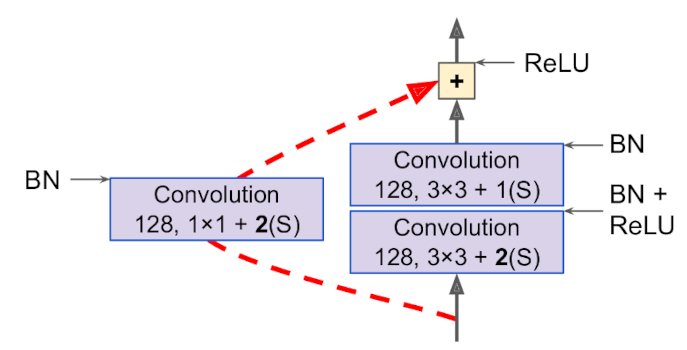 ReLU
+
BN
Convolution
128, 3×3 + 1(S)
BN
Convolution
128, 1×1 + 2(S)
BN +
ReLU
Convolution
128, 3×3 + 2(S)